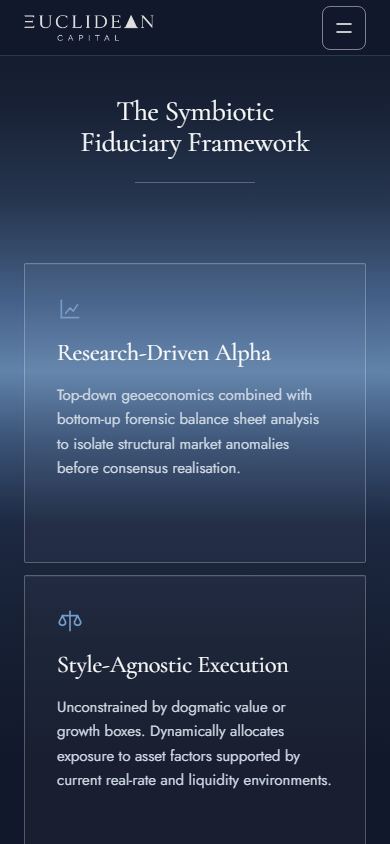 EUCLIDEAN
CAPITAL
The Symbiotic
Fiduciary Framework
Research-Driven Alpha
Top-down geoeconomics combined with
bottom-up forensic balance sheet analysis
to isolate structural market anomalies
before consensus realisation.
Style-Agnostic Execution
Unconstrained by dogmatic value or
growth boxes. Dynamically allocates
exposure to asset factors supported by
current real-rate and liquidity environments.